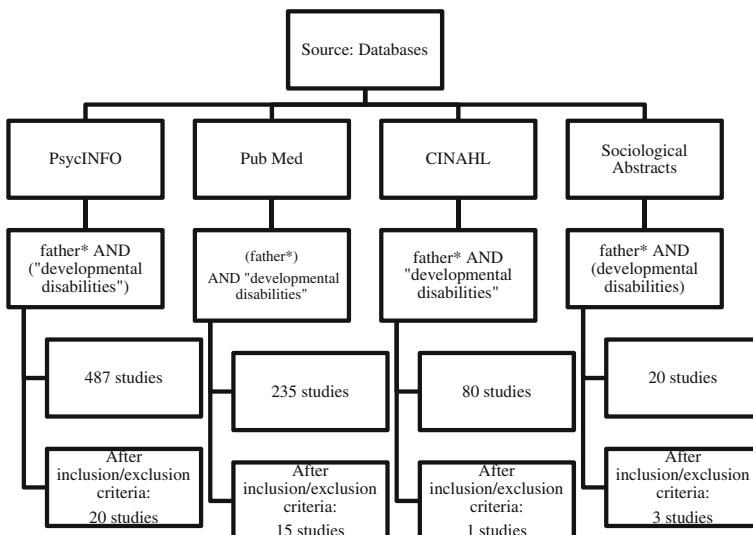 Source: Databases
PsycINFO
Pub Med
CINAHL
Sociological
Abstracts
father* AND
("developmental
disabilities")
(father*)
AND "developmental
disabilities"
father* AND
"developmental
disabilities"
father* AND
(developmental
disabilities)
487 studies
235 studies
80 studies
20 studies
After
inclusion/exclusion
criteria:
20 studies
After
inclusion/exclusion
criteria:
15 studies
After
inclusion/exclusion
criteria:
1 studies
After
inclusion/exclusion
criteria:
3 studies